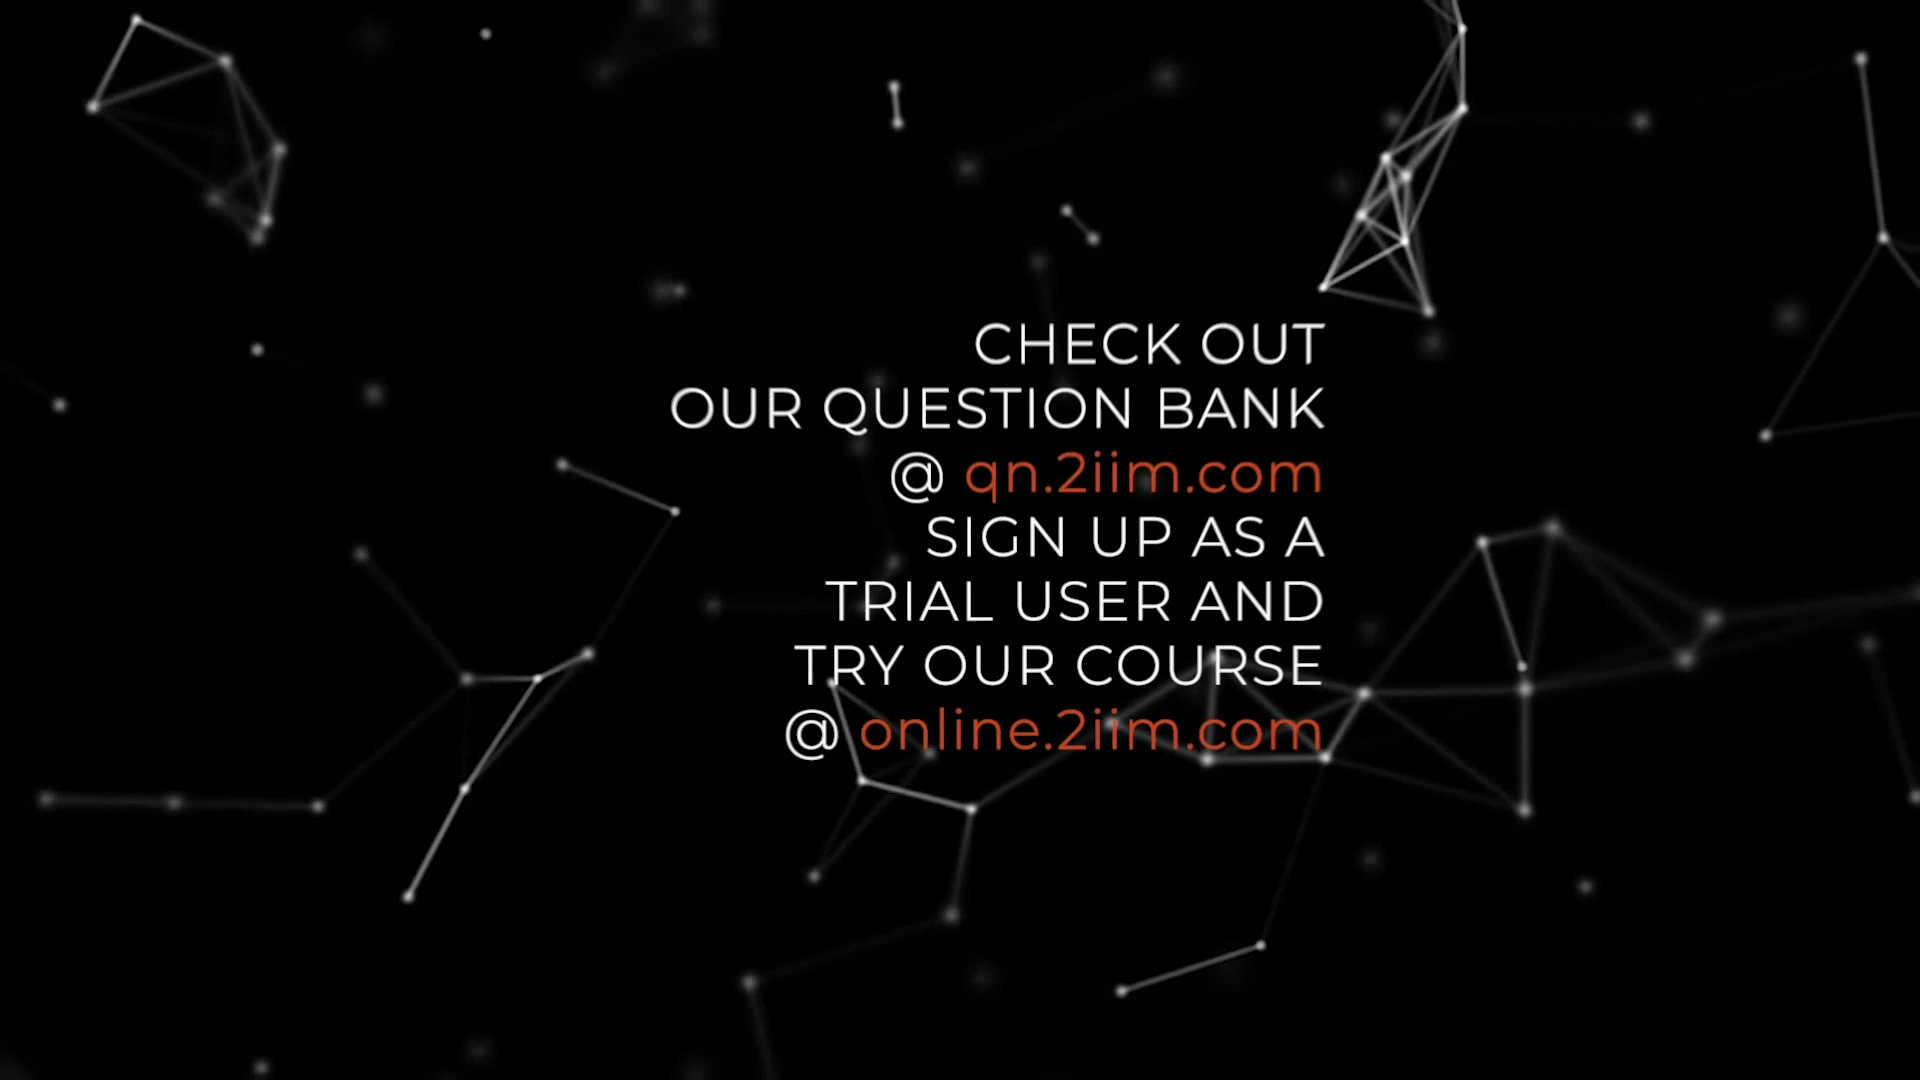 CHECK OUT
OUR QUESTION BANK
@ qn.2iim.com
SIGN UP AS A
TRIAL USER AND
TRY OUR COURSE
@ online.2iim.com